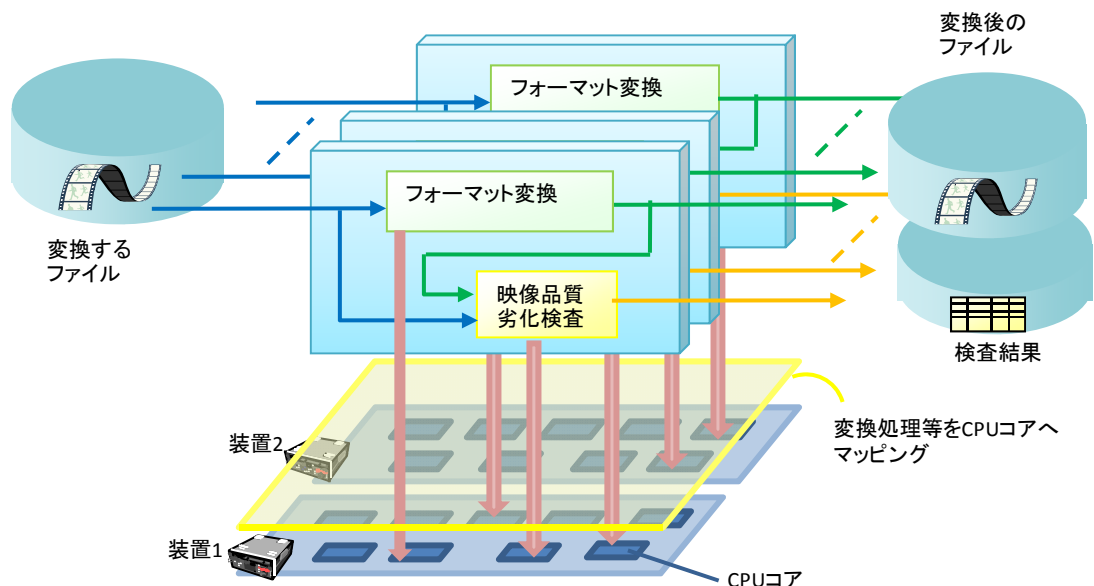 変換後の
ファイル
フォーマット変換
フォーマット変換
変換する
ファイル
映像品質
劣化検査
検査結果
変換処理等をCPUコアへ
マッピング
装置2
装置1
CPUコア